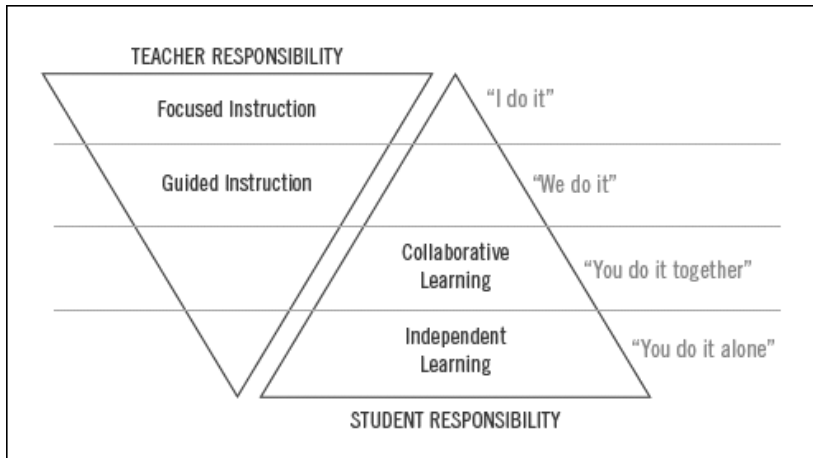 TEACHER RESPONSIBILITY
Focused Instruction
“I do it”
Guided Instruction
“We do it”
Collaborative
Learning
“You do it together”
Independent
Learning
“You do it alone”
STUDENT RESPONSIBILITY